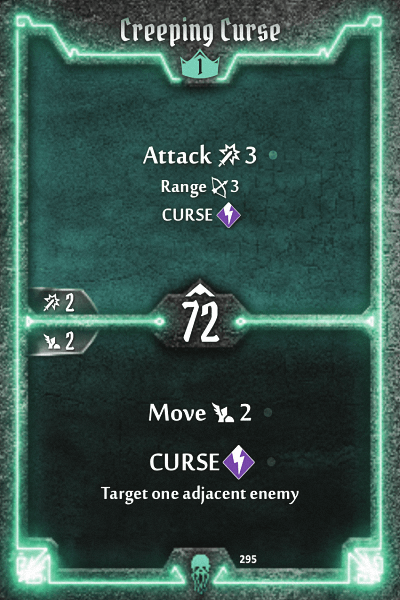 Creeping Curse
1
Attack 3
Range 3
CURSE
2
72
2
Move 2
CURSE
Target one adjacent enemy
295